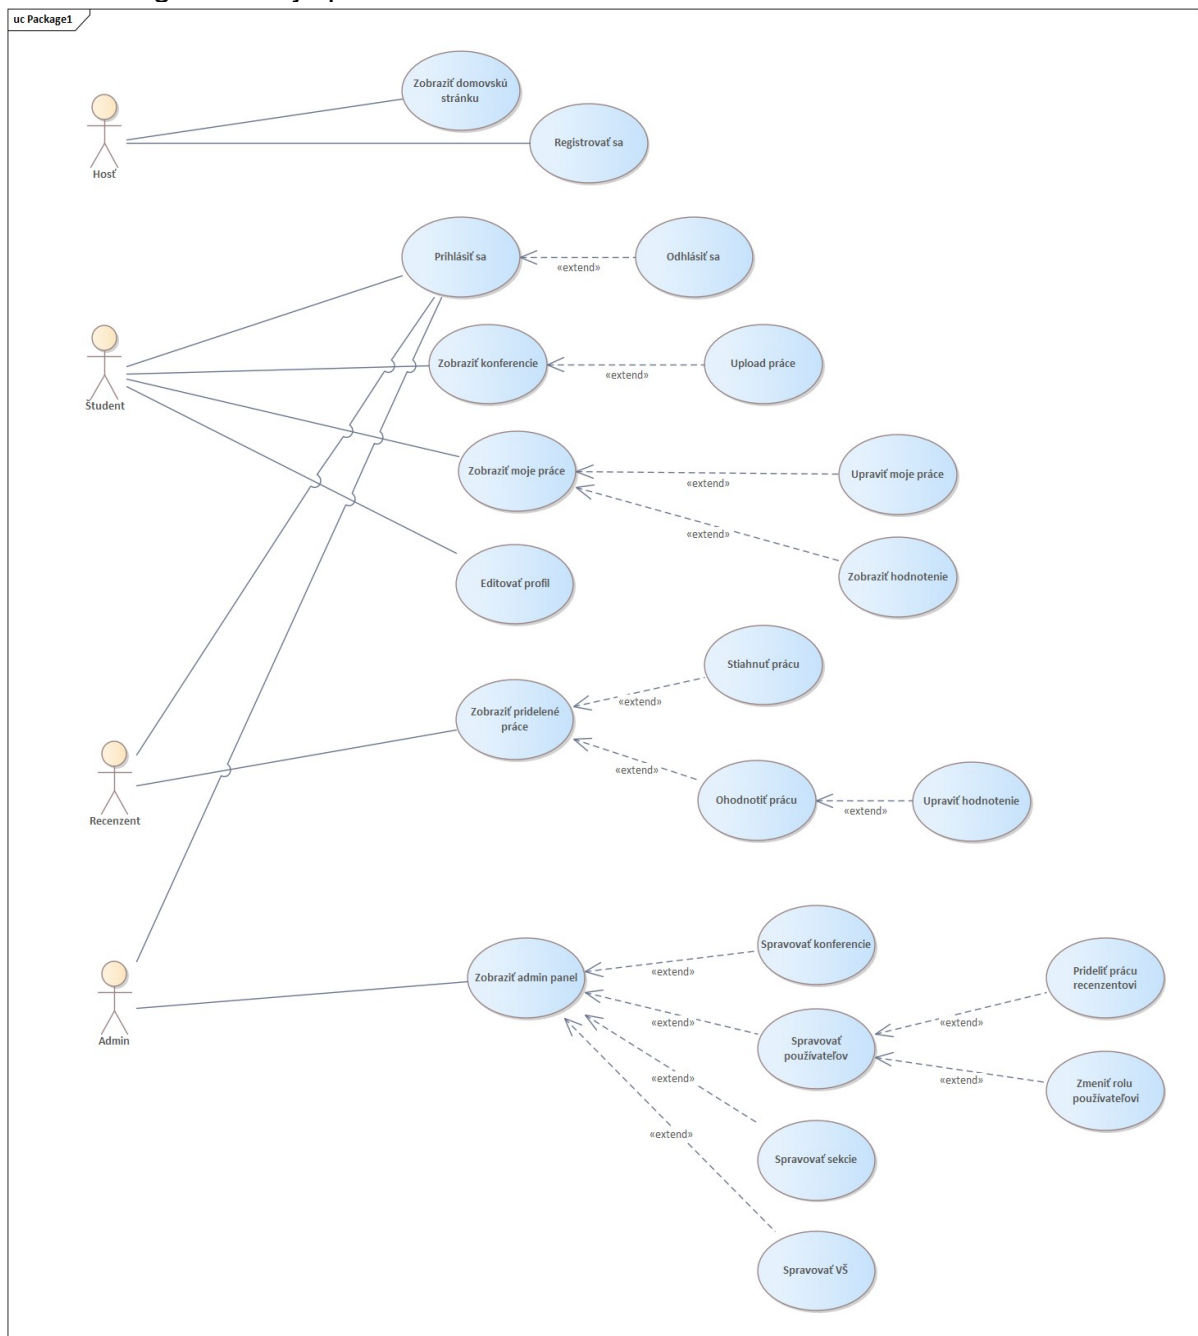 uc Package1
Zobraziť domovskú
stránku
Registrovať sa
Hosť
Prihlásiť sa
«extend»
Odhlásiť sa
Študent
Zobraziť konferencie
«extend»
Upload práce
Zobraziť moje práce
«extend»
Upraviť moje práce
«extend»
Zobraziť hodnotenie
Editovať profil
Stiahnuť prácu
«extend»
Zobraziť pridelené
práce
«extend»
Ohodnotiť prácu
«extend»
Upraviť hodnotenie
Recenzent
Spravovať konferencie
«extend»
Zobraziť admin panel
Prideliť prácu
recenzentovi
«extend»
«extend»
Spravovať
používateľov
Admin
«extend»
«extend»
Zmeniť rolu
používateľovi
«extend»
Spravovať sekcie
Spravovať VŠ